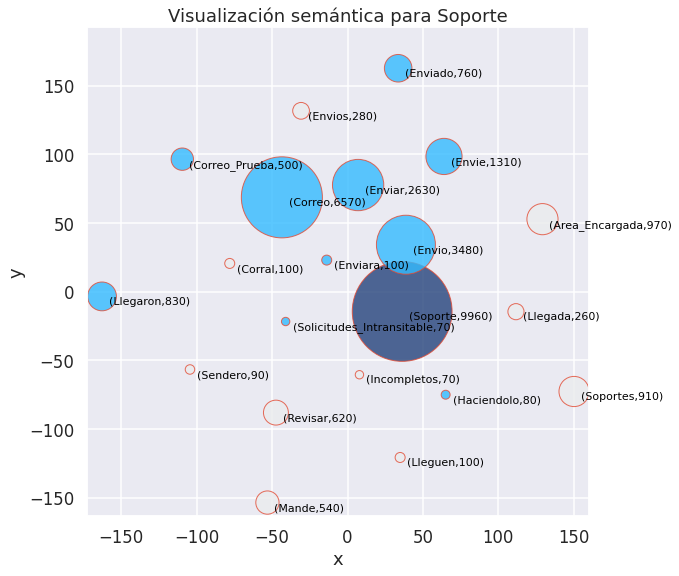 Visualización semántica para Soporte
(Enviado,760)
(Envios,280)
(Correo_Prueba,500)
(Envie,1310)
(Enviar,2630)
(Correo,6570)
(Area_Encargada,970)
(Envio,3480)
(Corral,100)
(Enviara,100)
(Llegaron,830)
(Soporte,9960)
(Llegada,260)
(Solicitudes_Intransitable,70)
(Sendero,90)
(Incompletos,70)
(Haciendolo,80)
(Soportes,910)
(Revisar,620)
(Lleguen,100)
(Mande,540)
y
150
100
50
0
−50
−100
−150
−150
−100
−50
0
50
100
150
x